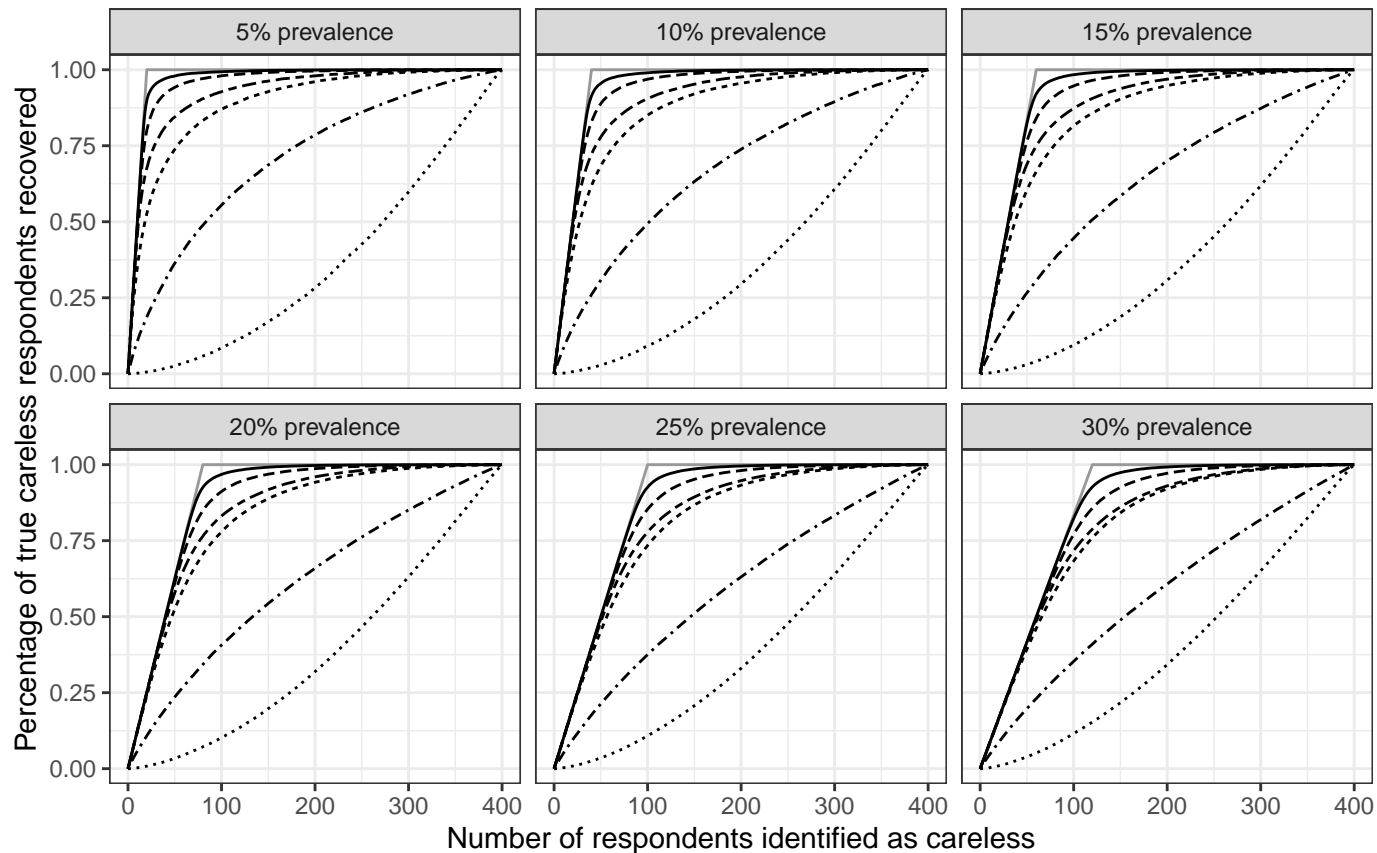 5% prevalence
10% prevalence
15% prevalence
1.00
0.75
0.50
0.25
0.00
20% prevalence
25% prevalence
30% prevalence
1.00
0.75
0.50
0.25
0.00
0 100 200 300 400
0 100 200 300 400
0 100 200 300 400
Number of respondents identified as careless
Percentage of true careless respondents recovered